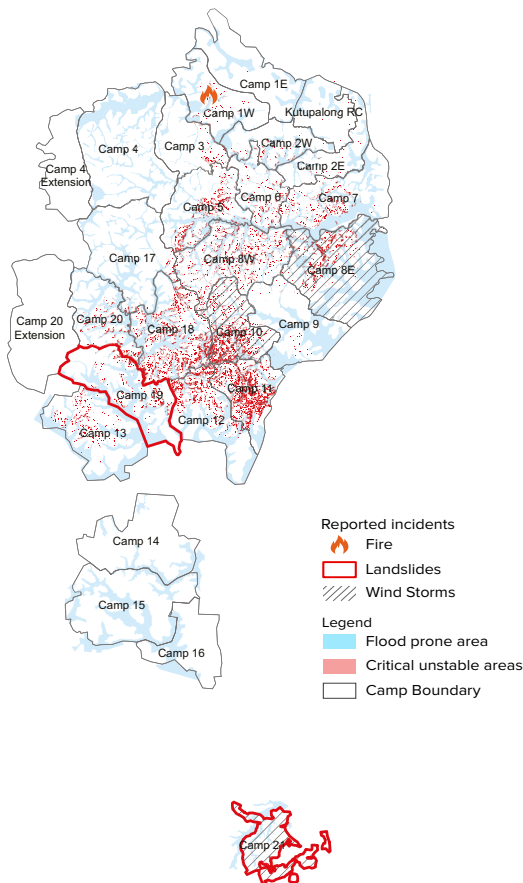 Camp 1E
Camp 1W
Kutupalong RC
Camp 3
Camp 2W
Camp 4
Camp 2E
Camp 4
Extension
Camp 6
Camp 7
Camp 5
Camp 17
Camp 8W
Camp 8E
Camp 20
Camp 9
Camp 20
Extension
Camp 18
Camp 10
Camp 11
Camp 19
Camp 12
Camp 13
Camp 14
Camp 15
Camp 16
Reported incidents
Fire
Landslides
Wind Storms
Legend
Flood prone area
Critical unstable areas
Camp Boundary
Camp 21